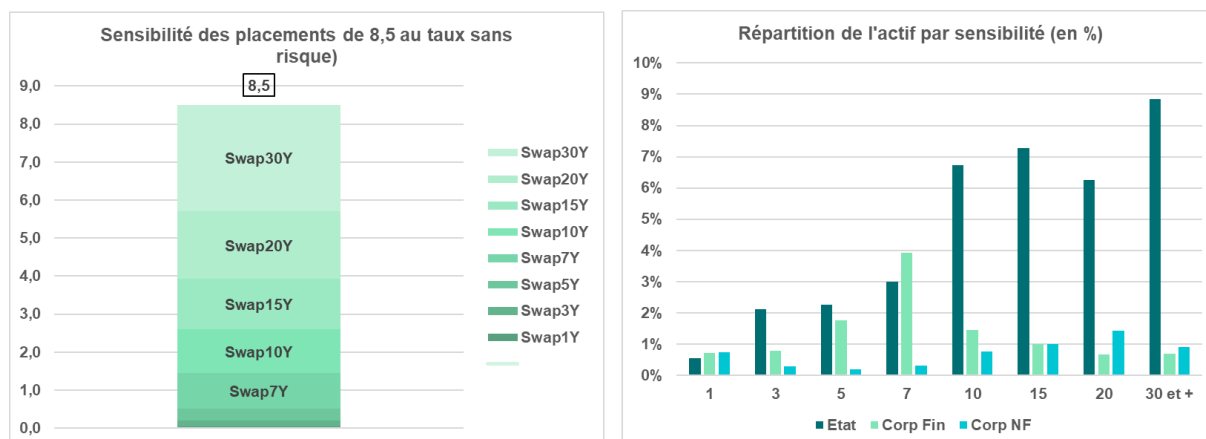 Sensibilité des placements de 8,5 au taux sans
risque)
9,0
8,0
7,0
6,0
5,0
4,0
3,0
2,0
1,0
0,0
8,5
Swap30Y
Swap20Y
Swap15Y
Swap10Y
Swap7Y
Swap30Y
Swap20Y
Swap15Y
Swap10Y
Swap7Y
Swap5Y
Swap3Y
Swap1Y
Répartition de l'actif par sensibilité (en %)
10%
9%
8%
7%
6%
5%
4%
3%
2%
1%
0%
1 3 5 7 10 15 20 30 et +
Etat Corp Fin Corp NF